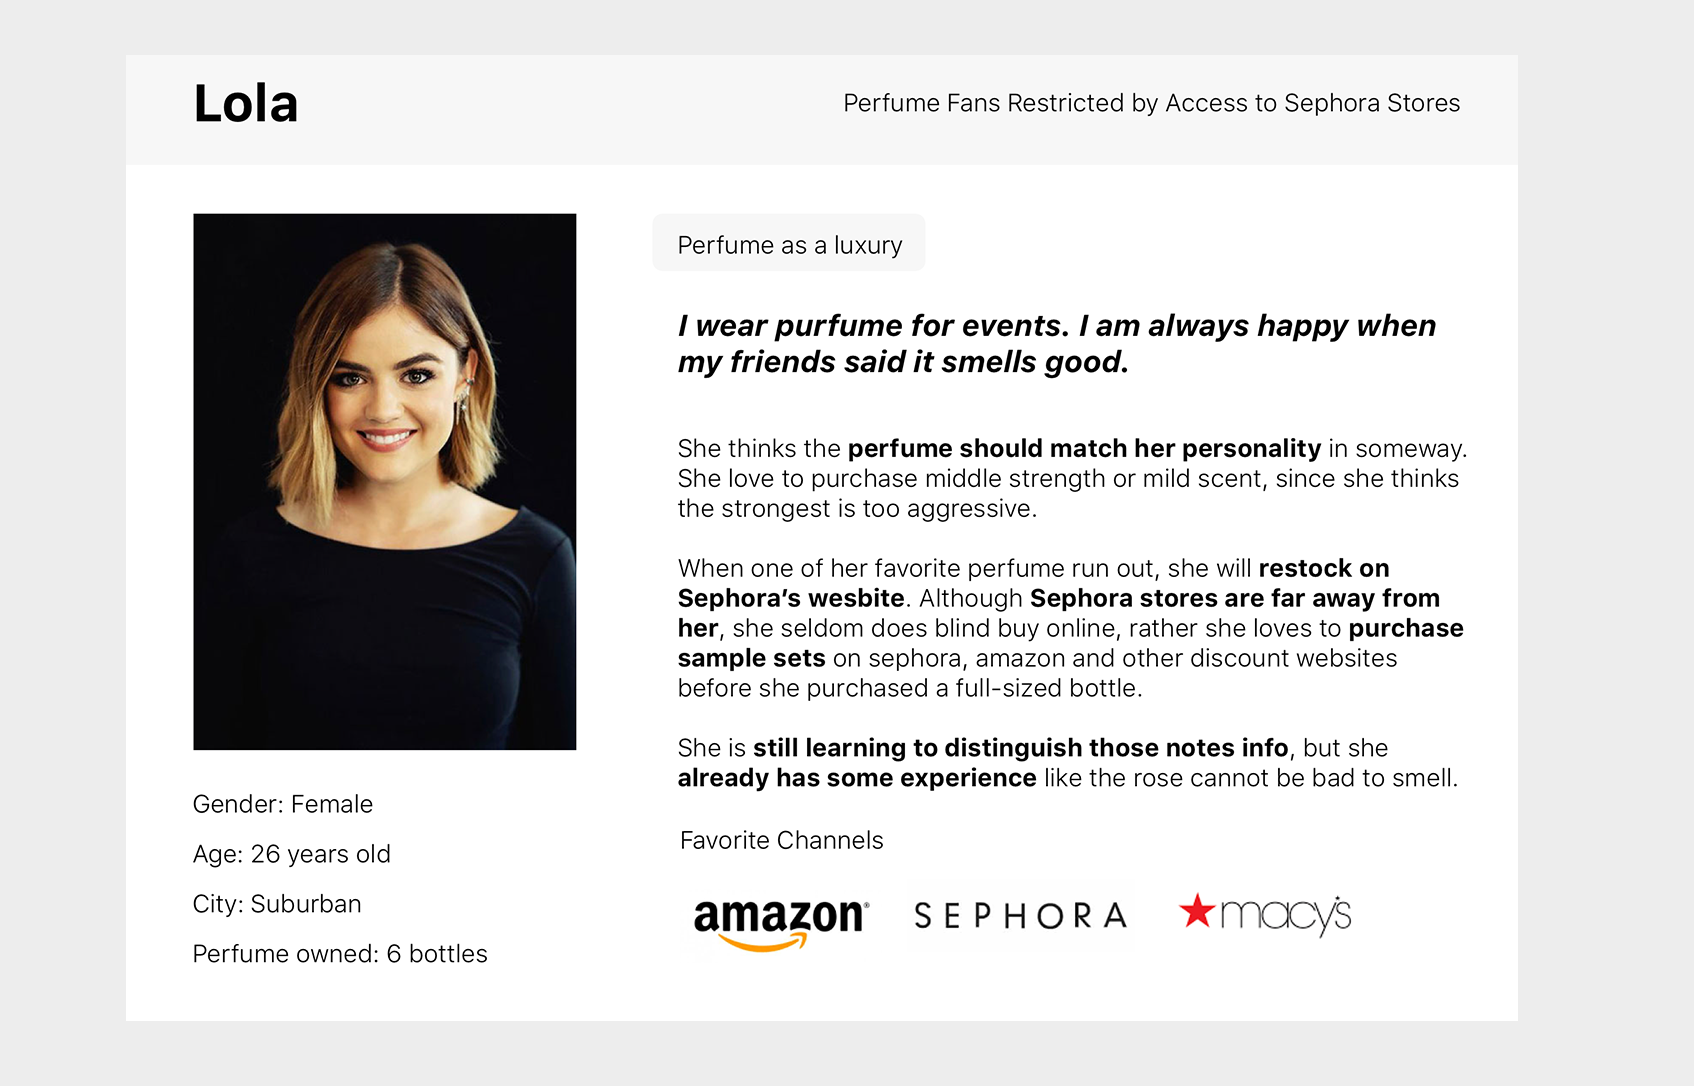 Lola
Perfume Fans Restricted by Access to Sephora Stores
Perfume as a luxury
I wear purfume for events. I am always happy when
my friends said it smells good.
She thinks the perfume should match her personality in someway.
She love to purchase middle strength or mild scent, since she thinks
the strongest is too aggressive.
When one of her favorite perfume run out, she will restock on
Sephora’s wesbite. Although Sephora stores are far away from
her, she seldom does blind buy online, rather she loves to purchase
sample sets on sephora, amazon and other discount websites
before she purchased a full-sized bottle.
She is still learning to distinguish those notes info, but she
already has some experience like the rose cannot be bad to smell.
Gender: Female
Age: 26 years old
City: Suburban
Perfume owned: 6 bottles
Favorite Channels
amazon®
SEPHORA
macy's